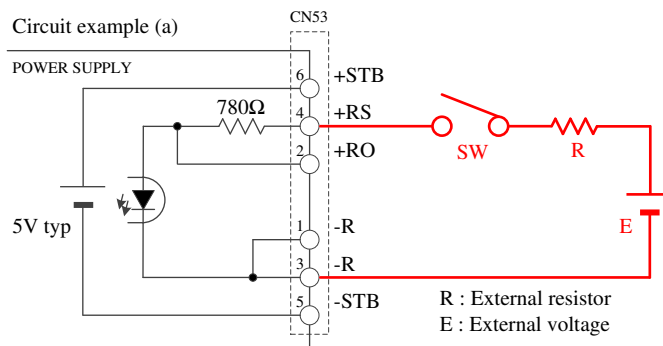 Circuit example (a)
CN53
POWER SUPPLY
6 +STB
780Ω
4 +RS
SW
R
2 +RO
5V typ
1 -R
E
3 -R
5 -STB
R : External resistor
E : External voltage